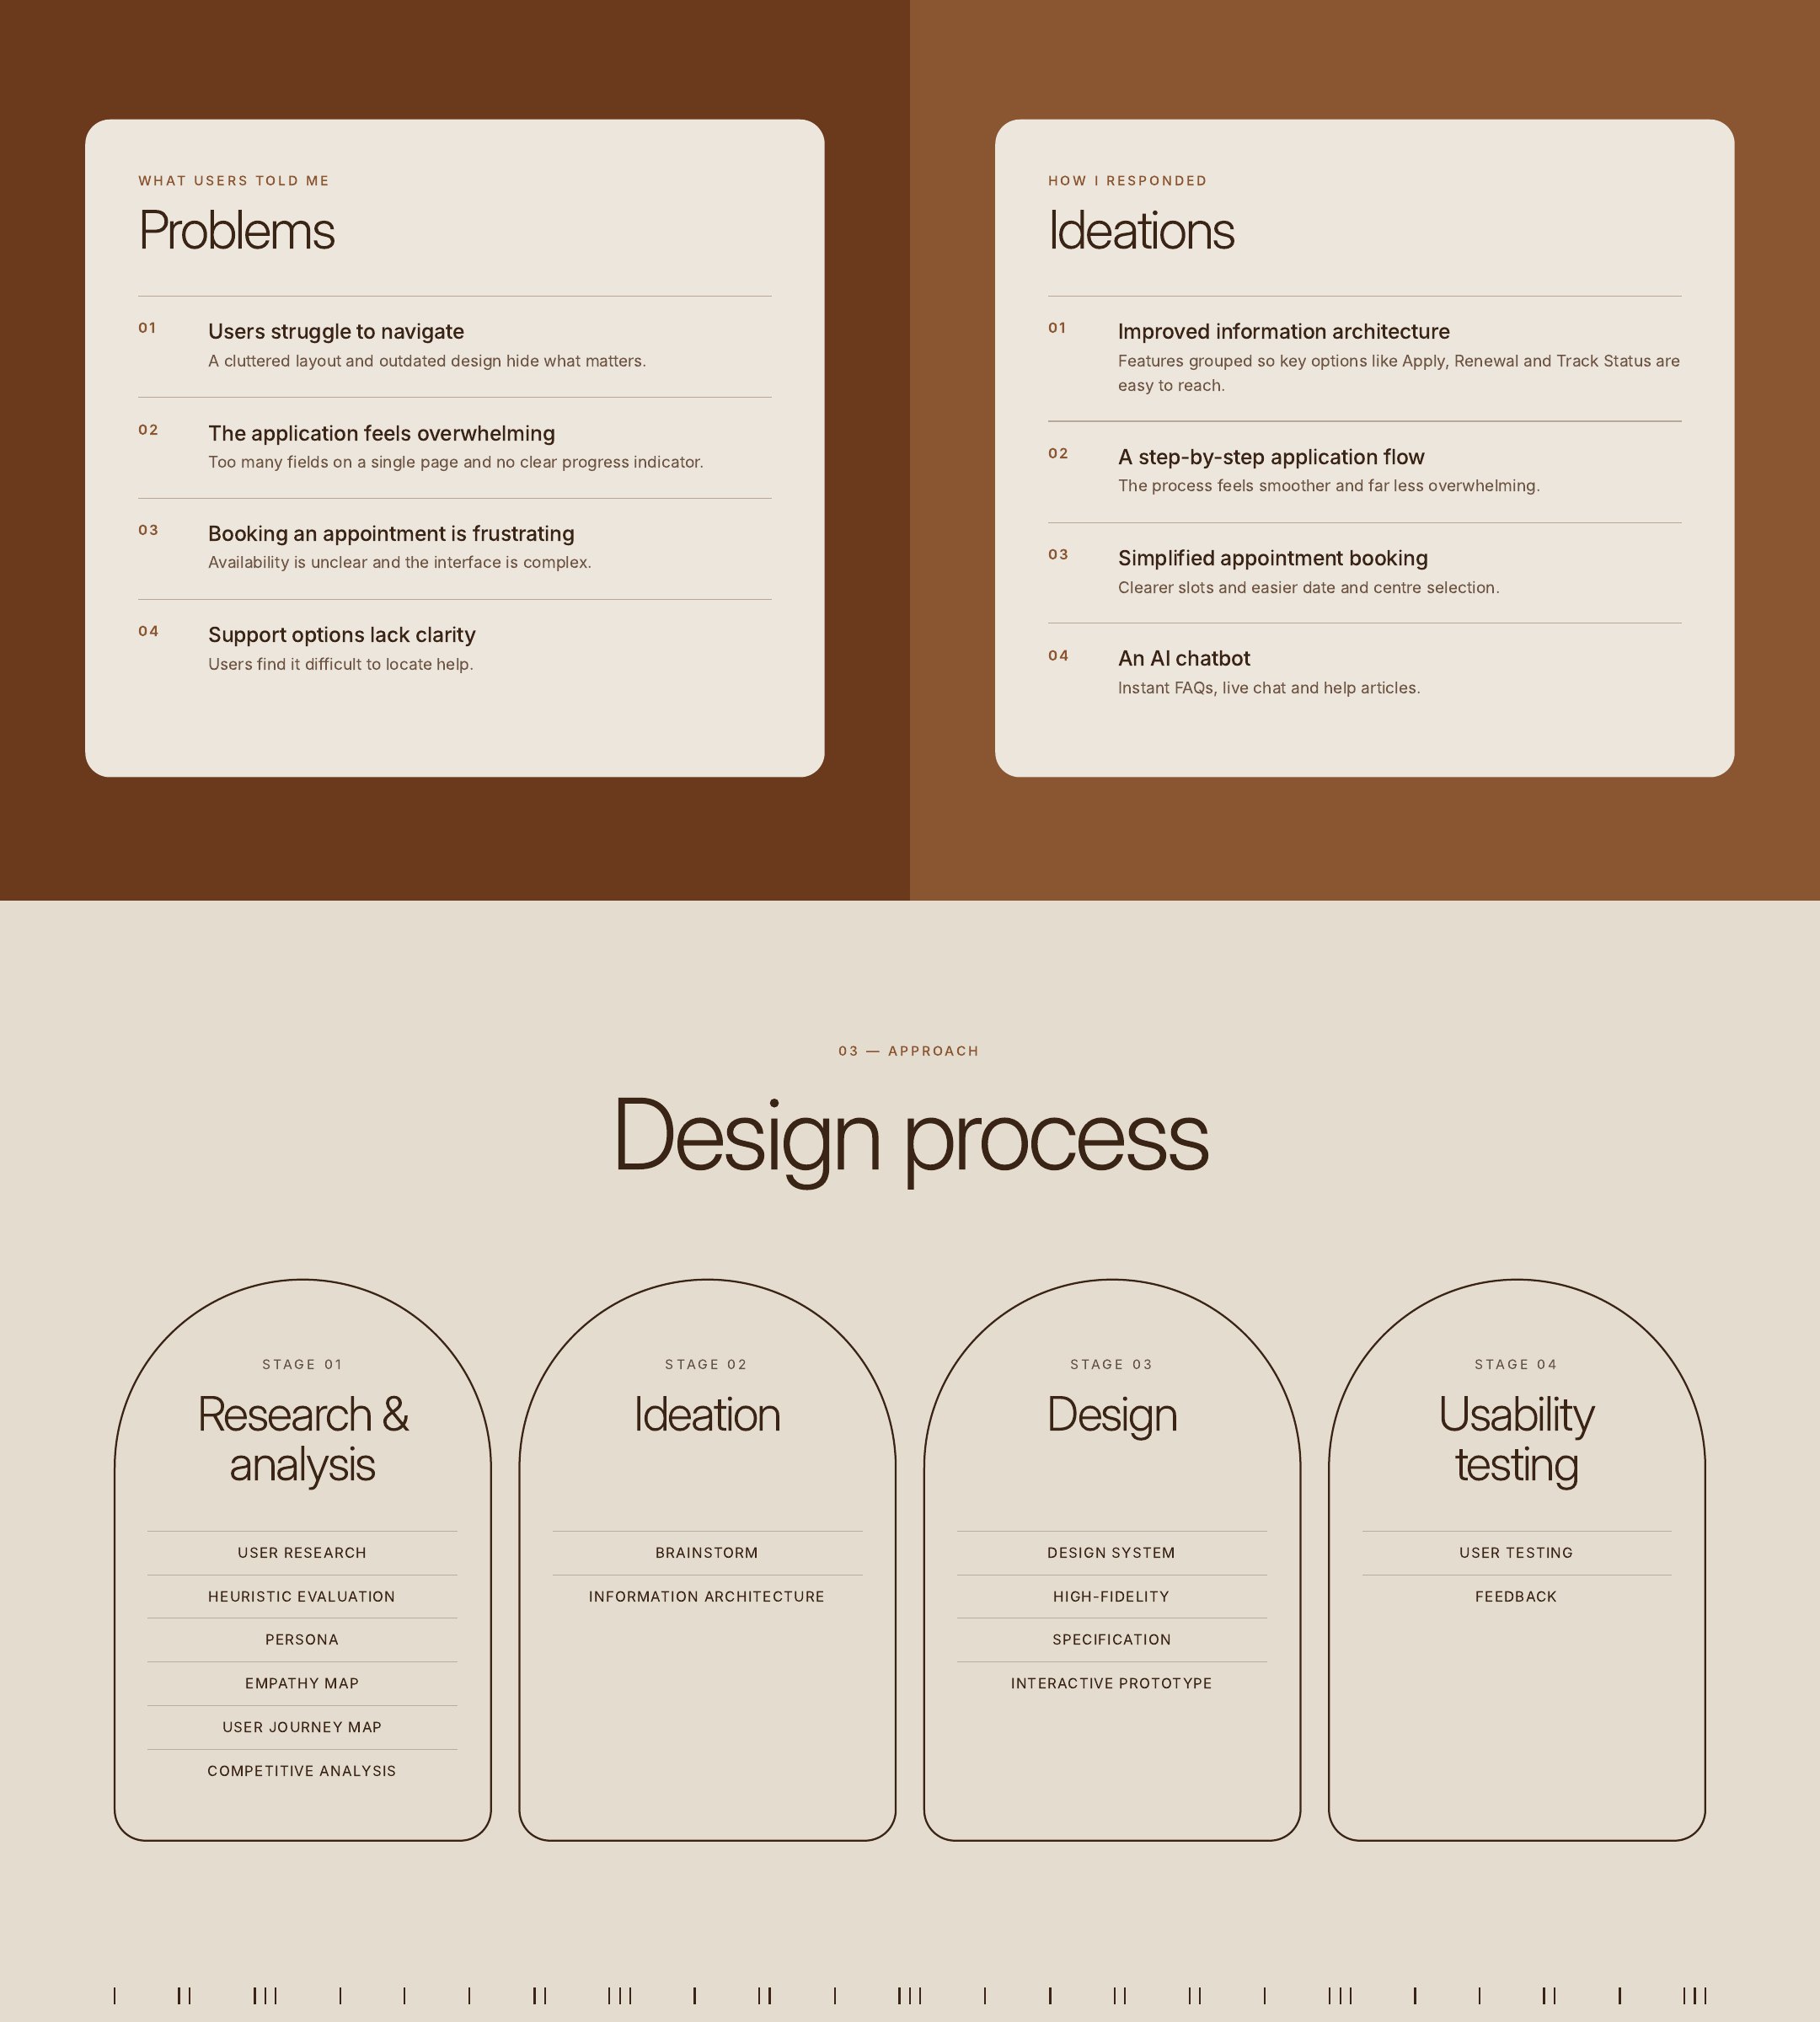 WHAT USERS TOLD ME
Problems
01
Users struggle to navigate
A cluttered layout and outdated design hide what matters.
02
The application feels overwhelming
Too many fields on a single page and no clear progress indicator.
03
Booking an appointment is frustrating
Availability is unclear and the interface is complex.
04
Support options lack clarity
Users find it difficult to locate help.
HOW I RESPONDED
Ideations
01
Improved information architecture
Features grouped so key options like Apply, Renewal and Track Status are
easy to reach.
02
A step-by-step application flow
The process feels smoother and far less overwhelming.
03
Simplified appointment booking
Clearer slots and easier date and centre selection.
04
An AI chatbot
Instant FAQs, live chat and help articles.
03 — APPROACH
Design process
STAGE 01
Research &
analysis
USER RESEARCH
HEURISTIC EVALUATION
PERSONA
EMPATHY MAP
USER JOURNEY MAP
COMPETITIVE ANALYSIS
STAGE 02
Ideation
BRAINSTORM
INFORMATION ARCHITECTURE
STAGE 03
Design
DESIGN SYSTEM
HIGH-FIDELITY
SPECIFICATION
INTERACTIVE PROTOTYPE
STAGE 04
Usability
testing
USER TESTING
FEEDBACK